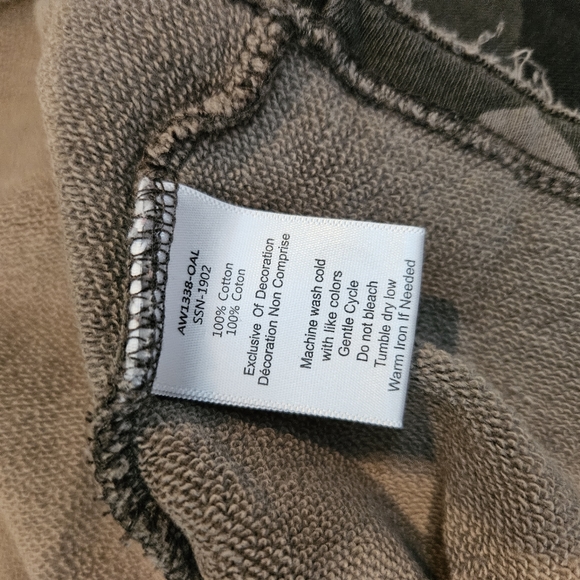 AW1338-OAL
SSN-1902
100% Cotton
100% Coton
Exclusive Of Decoration
Décoration Non Comprise
Machine wash cold
with like colors
Gentle Cycle
Do not bleach
Tumble dry low
Warm Iron If Needed